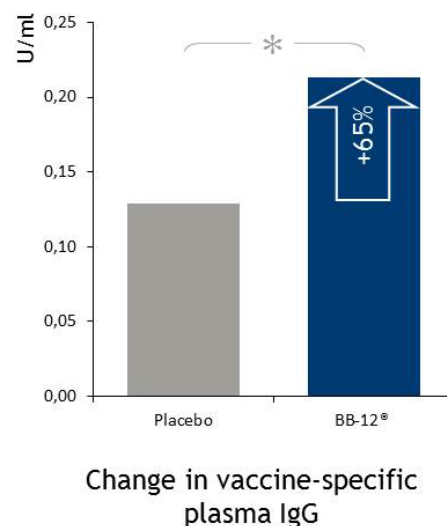 U/ml
0,25
0,20
0,15
0,10
0,05
0,00
*
+65%
Placebo
BB-12®
Change in vaccine-specific
plasma IgG